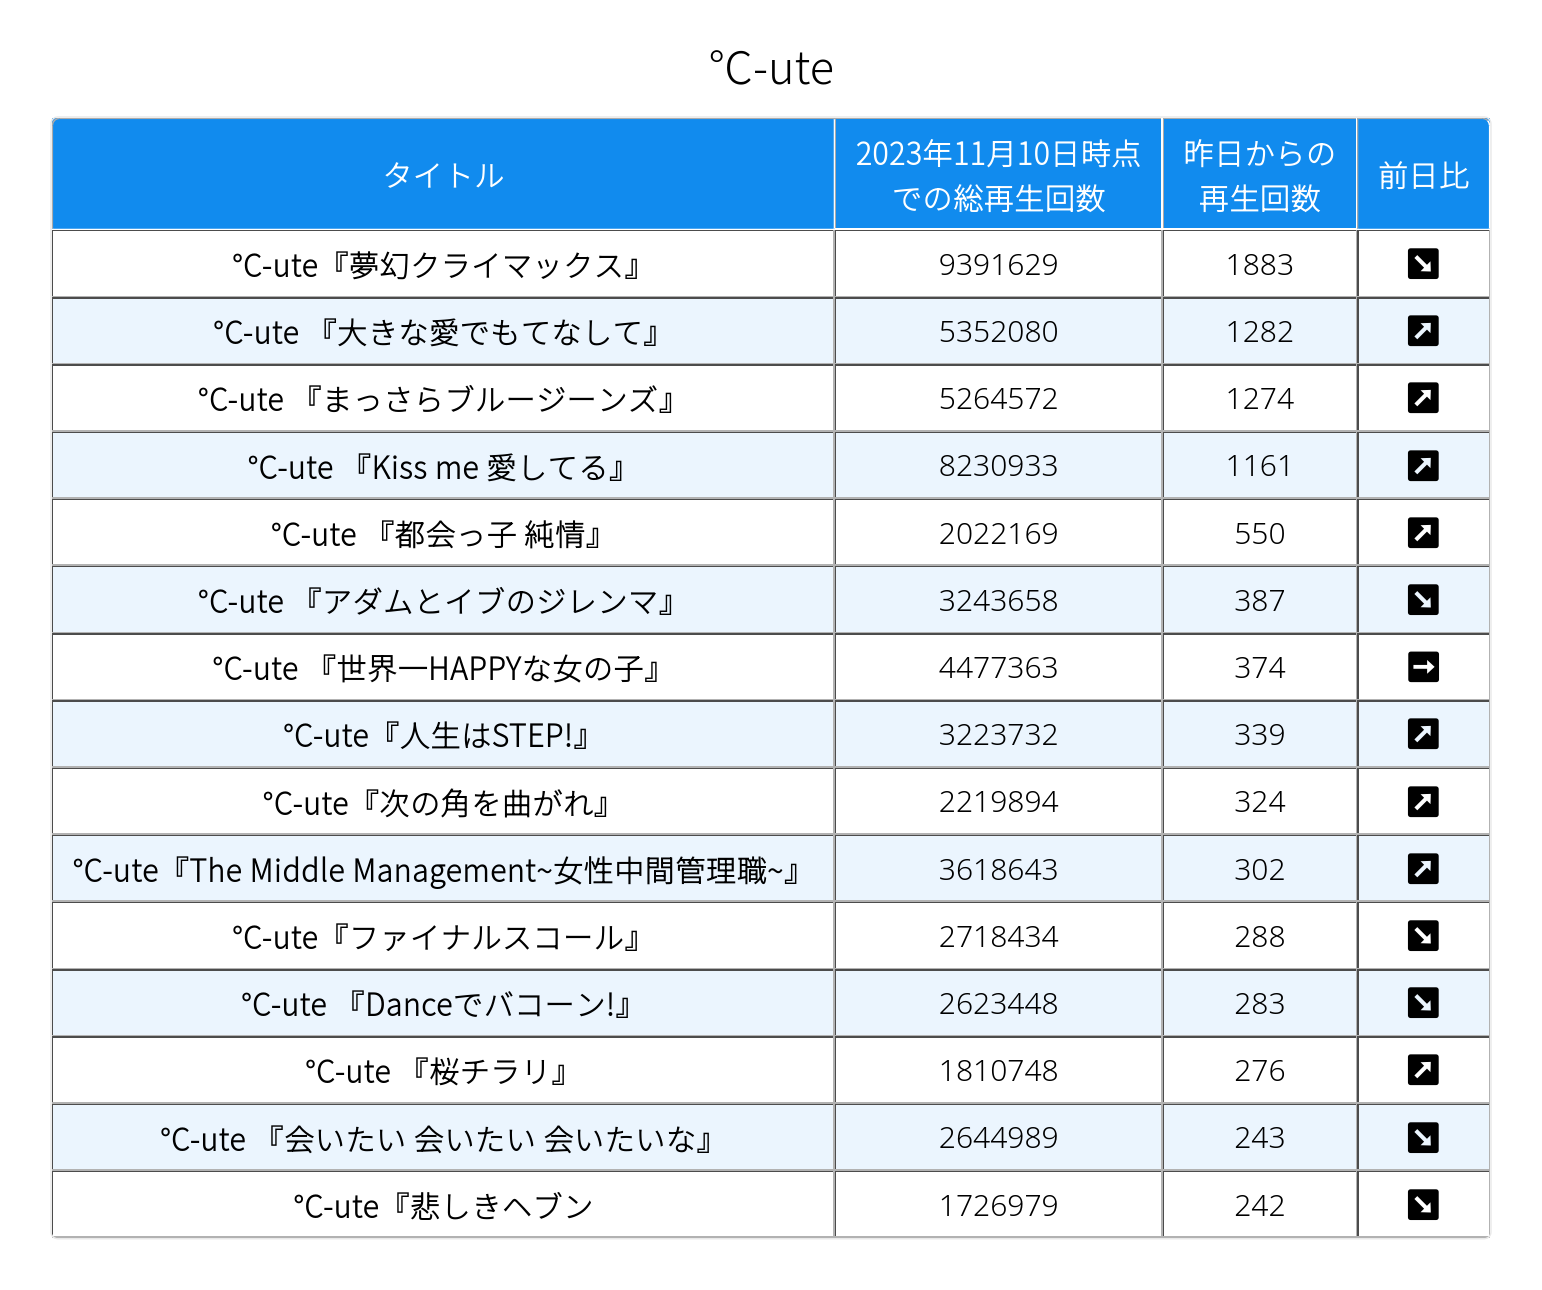 ℃-ute
タイトル
2023年11月10日時点
での総再生回数
昨日からの
再生回数
前日比
℃-ute『夢幻クライマックス』 9391629 1883 ↘
℃-ute 『大きな愛でもてなして』 5352080 1282 ↗
℃-ute 『まっさらブルージーンズ』 5264572 1274 ↗
℃-ute 『Kiss me 愛してる』 8230933 1161 ↗
℃-ute 『都会っ子 純情』 2022169 550 ↗
℃-ute 『アダムとイブのジレンマ』 3243658 387 ↘
℃-ute 『世界一HAPPYな女の子』 4477363 374 →
℃-ute『人生はSTEP!』 3223732 339 ↗
℃-ute『次の角を曲がれ』 2219894 324 ↗
℃-ute『The Middle Management~女性中間管理職~』 3618643 302 ↗
℃-ute『ファイナルスコール』 2718434 288 ↘
℃-ute 『Danceでバコーン!』 2623448 283 ↘
℃-ute 『桜チラリ』 1810748 276 ↗
℃-ute 『会いたい 会いたい 会いたいな』 2644989 243 ↘
℃-ute『悲しきヘブン 1726979 242 ↘